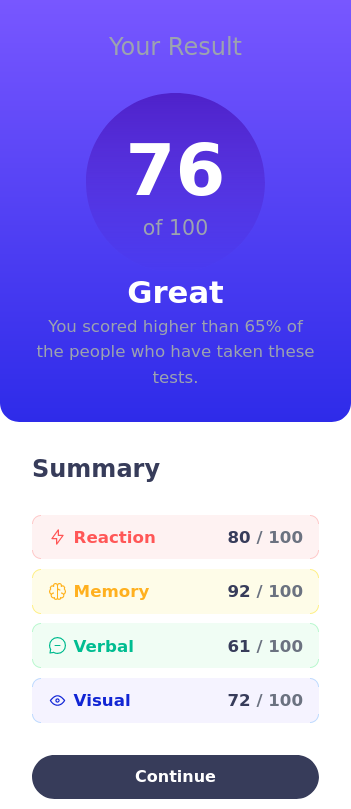 Your Result
76
of 100
Great
You scored higher than 65% of
the people who have taken these
tests.
Summary
Reaction 80 / 100
Memory 92 / 100
Verbal 61 / 100
Visual 72 / 100
Continue